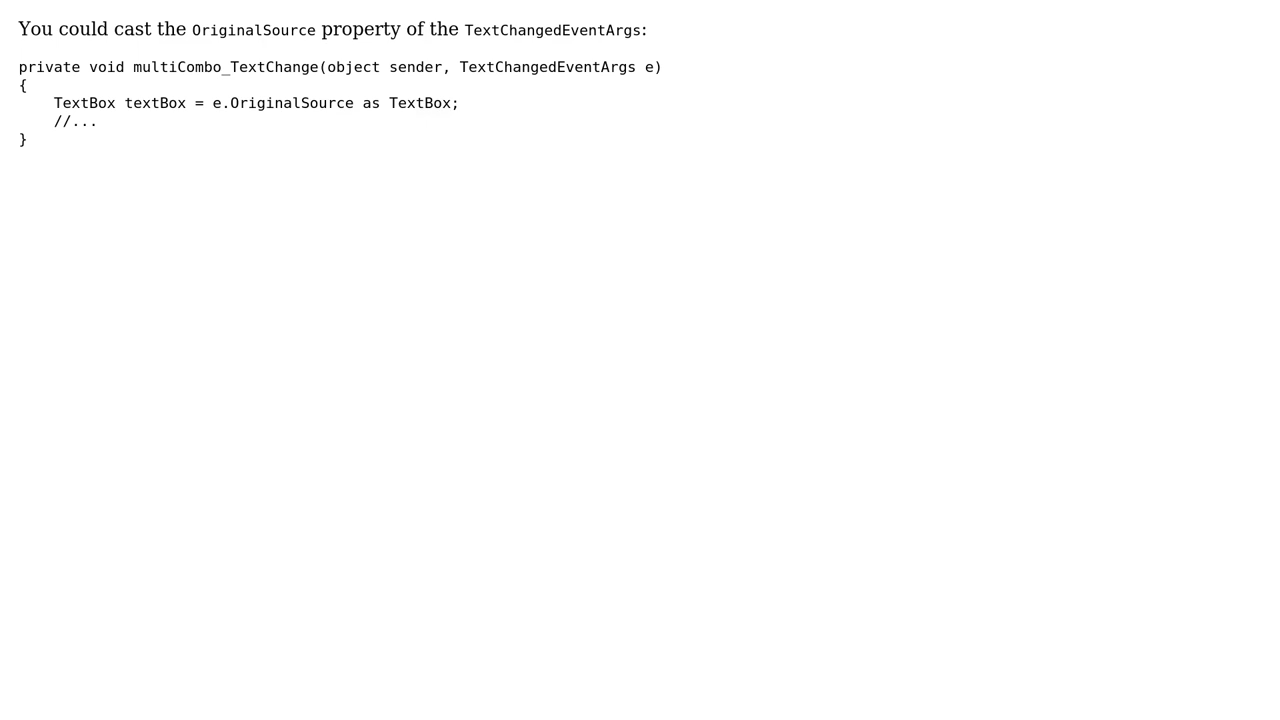 You could cast the OriginalSource property of the TextChangedEventArgs:
private void multiCombo_TextChange(object sender, TextChangedEventArgs e)
{
    TextBox textBox = e.OriginalSource as TextBox;
    //...
}